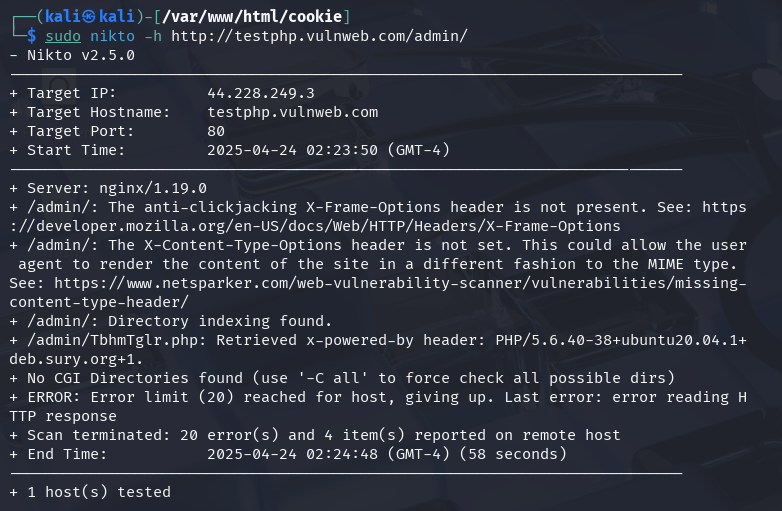 ┌──(kali㉿kali)-[/var/www/html/cookie]
└─$ sudo nikto -h http://testphp.vulnweb.com/admin/
- Nikto v2.5.0
---------------------------------------------------------------------------
+ Target IP:          44.228.249.3
+ Target Hostname:    testphp.vulnweb.com
+ Target Port:        80
+ Start Time:         2025-04-24 02:23:50 (GMT-4)
---------------------------------------------------------------------------
+ Server: nginx/1.19.0
+ /admin/: The anti-clickjacking X-Frame-Options header is not present. See: https
://developer.mozilla.org/en-US/docs/Web/HTTP/Headers/X-Frame-Options
+ /admin/: The X-Content-Type-Options header is not set. This could allow the user
 agent to render the content of the site in a different fashion to the MIME type.
See: https://www.netsparker.com/web-vulnerability-scanner/vulnerabilities/missing-
content-type-header/
+ /admin/: Directory indexing found.
+ /admin/TbhmTglr.php: Retrieved x-powered-by header: PHP/5.6.40-38+ubuntu20.04.1+
deb.sury.org+1.
+ No CGI Directories found (use '-C all' to force check all possible dirs)
+ ERROR: Error limit (20) reached for host, giving up. Last error: error reading H
TTP response
+ Scan terminated: 20 error(s) and 4 item(s) reported on remote host
+ End Time:           2025-04-24 02:24:48 (GMT-4) (58 seconds)
---------------------------------------------------------------------------
+ 1 host(s) tested